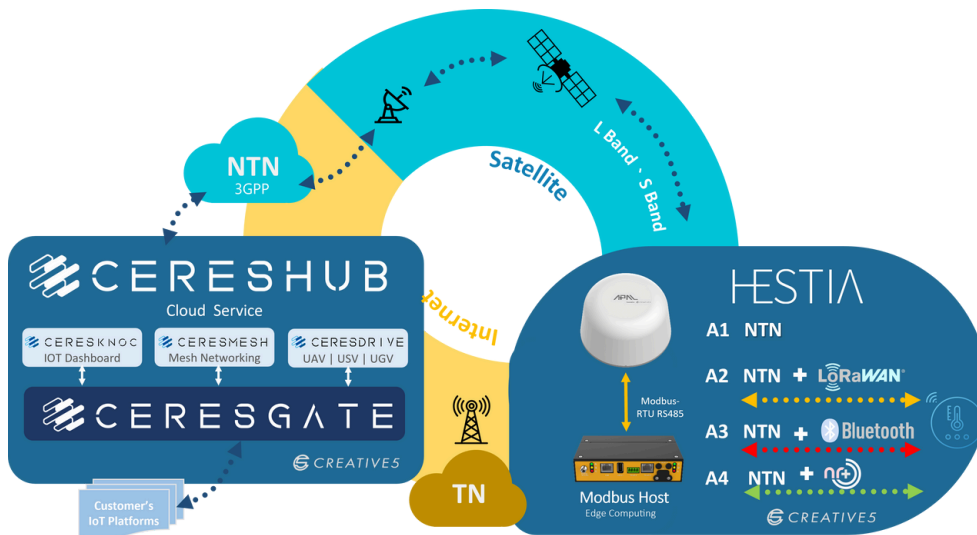 NTN
3GPP
Satellite
L Band 、 S Band
Internet
TN
CERESHUB
Cloud Service
CERESKNOC
IOT Dashboard
CERESMESH
Mesh Networking
CERESDRIVE
UAV | USV | UGV
CERESGATE
CREATIVE5
Customer's
IoT Platforms
HESTIA
APAL
Modbus-
RTU RS485
Modbus Host
Edge Computing
A1 NTN
A2 NTN + LoRaWAN®
A3 NTN + Bluetooth
A4 NTN + nr+
E
CREATIVE5